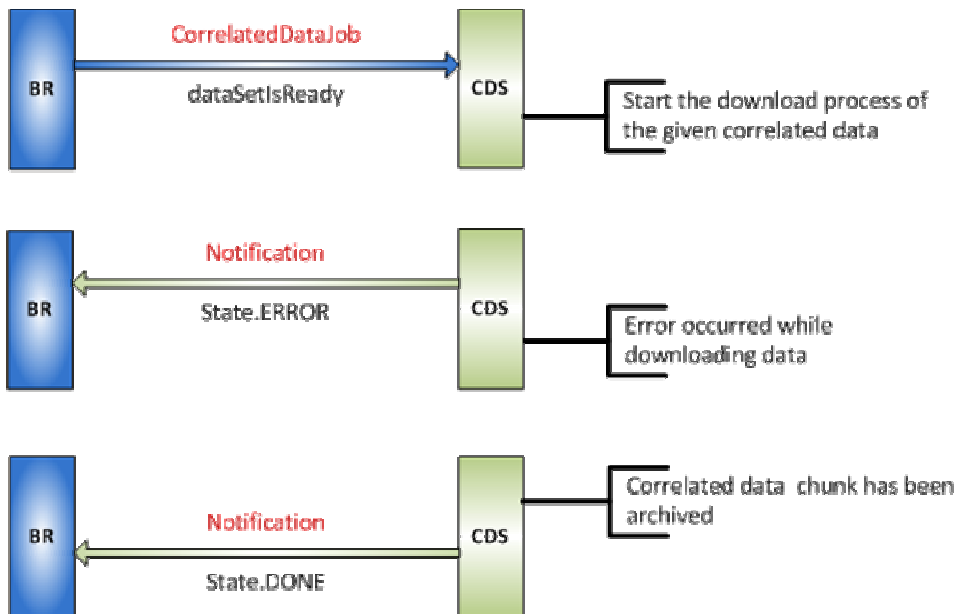 CorrelatedDataJob
BR
dataSetIsReady
CDS
Start the download process of
the given correlated data
Notification
BR
State.ERROR
CDS
Error occurred while
downloading data
Correlated data chunk has been
archived
Notification
BR
State.DONE
CDS